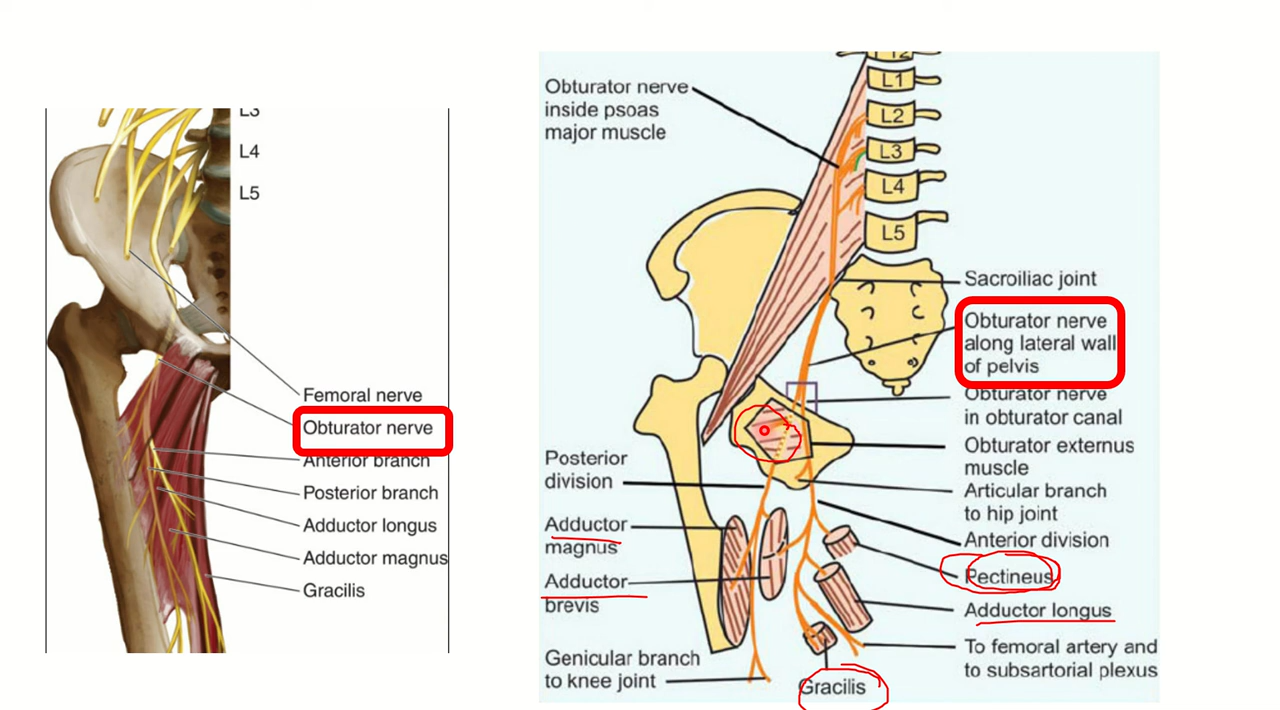 L3
L4
L5
Femoral nerve
Obturator nerve
Anterior branch
Posterior branch
Adductor longus
Adductor magnus
Gracilis
Obturator nerve
inside psoas
major muscle
12
L1
L2
L3
L4
L5
Sacroiliac joint
Obturator nerve
along lateral wall
of pelvis
Obturator nerve
in obturator canal
Obturator externus
muscle
Articular branch
to hip joint
Anterior division
Pectineus
Adductor longus
To femoral artery and
to subsartorial plexus
Posterior
division
Adductor
magnus
Adductor
brevis
Genicular branch
to knee joint
Gracilis